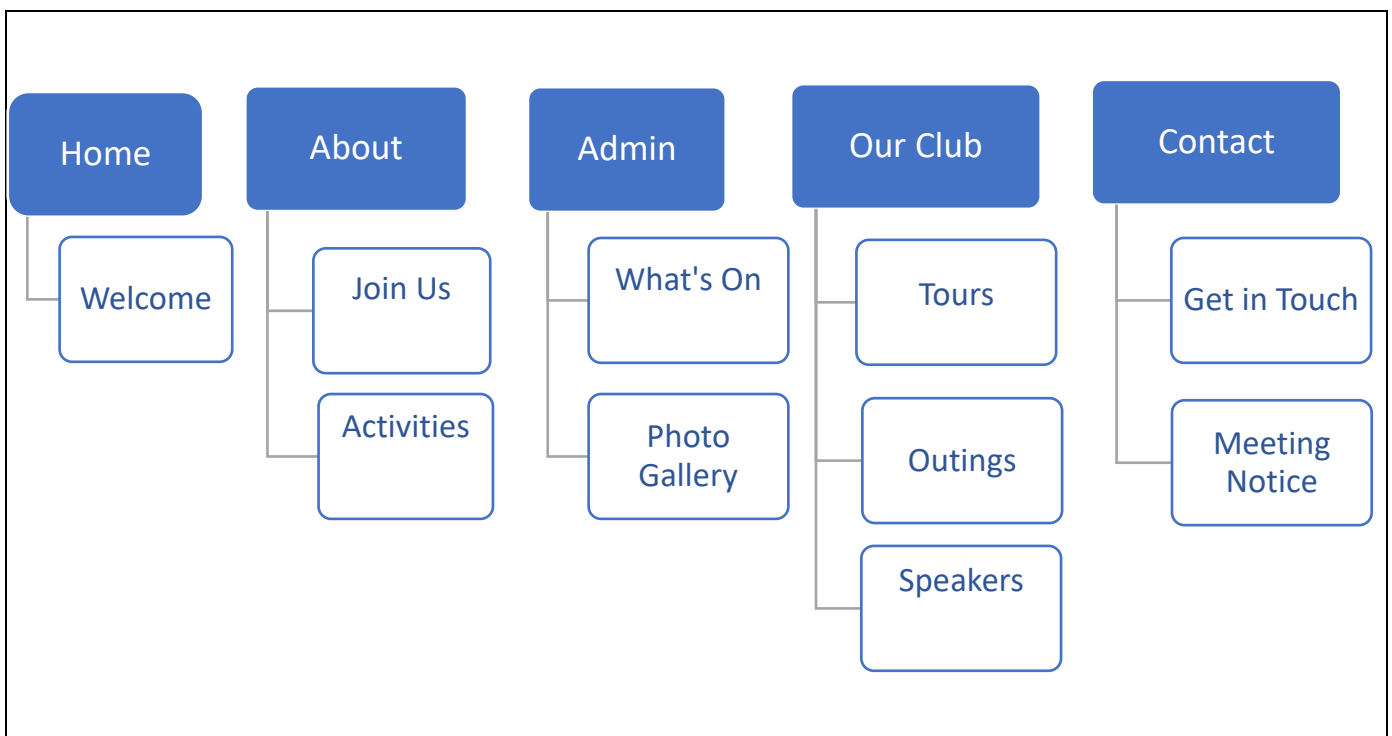 Home
Welcome
About
Join Us
Activities
Admin
What's On
Photo
Gallery
Our Club
Tours
Outings
Speakers
Contact
Get in Touch
Meeting
Notice